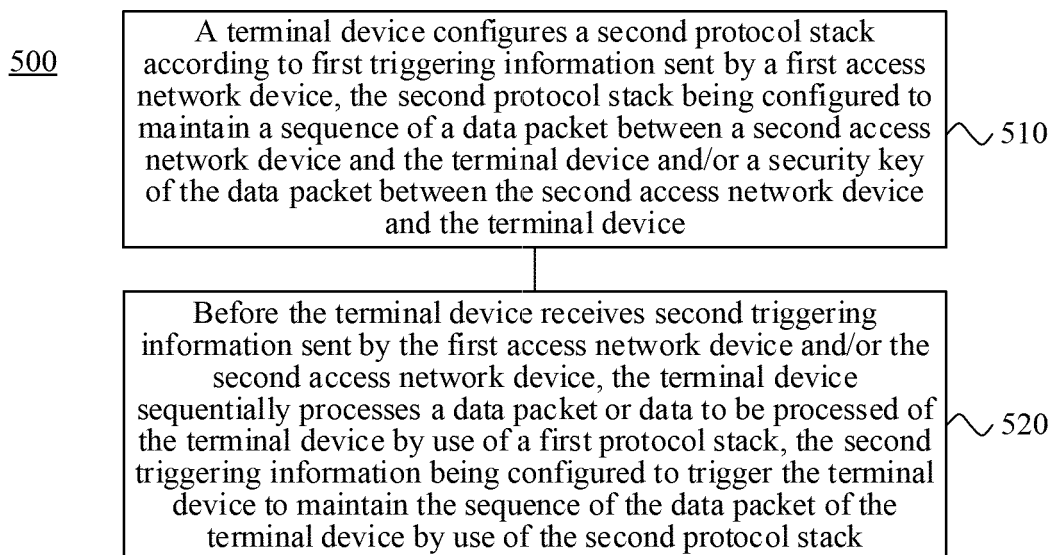 500
A terminal device configures a second protocol stack
according to first triggering information sent by a first access
network device, the second protocol stack being configured to
maintain a sequence of a data packet between a second access
network device and the terminal device and/or a security key
of the data packet between the second access network device
and the terminal device
510
Before the terminal device receives second triggering
information sent by the first access network device and/or the
second access network device, the terminal device
sequentially processes a data packet or data to be processed of
the terminal device by use of a first protocol stack, the second
triggering information being configured to trigger the terminal
device to maintain the sequence of the data packet of the
terminal device by use of the second protocol stack
520